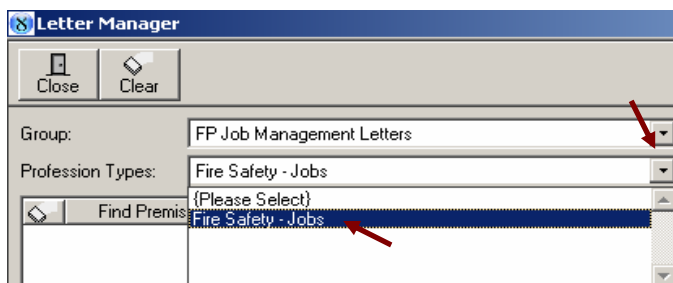 Letter Manager
Close Clear
Group: FP Job Management Letters
Profession Types: Fire Safety - Jobs
{Please Select}
Find Premis Fire Safety - Jobs